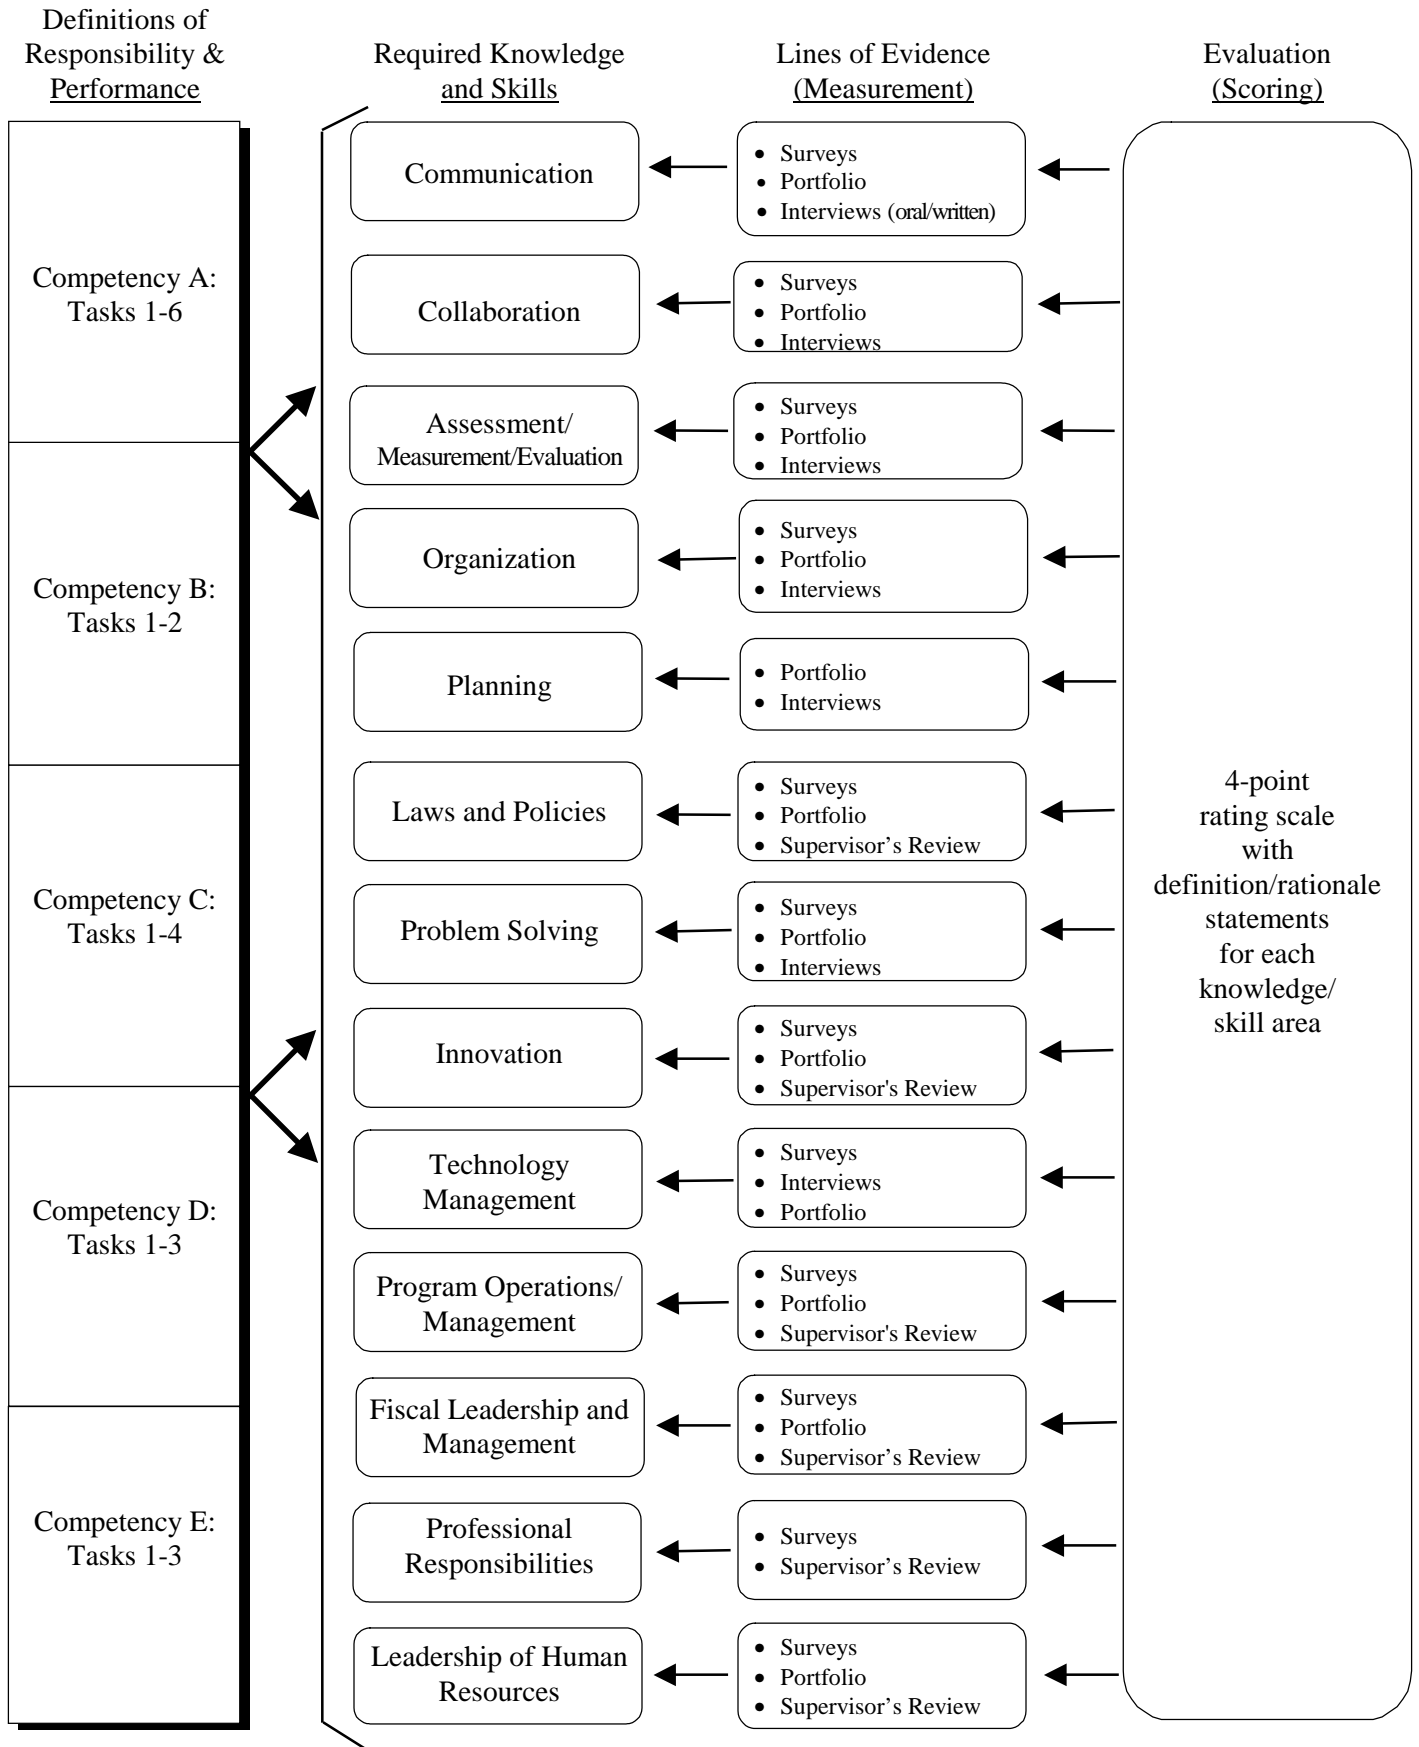 Definitions of
Responsibility &
Performance
Required Knowledge
and Skills
Lines of Evidence
(Measurement)
Evaluation
(Scoring)
Competency A:
Tasks 1-6
Competency B:
Tasks 1-2
Competency C:
Tasks 1-4
Competency D:
Tasks 1-3
Competency E:
Tasks 1-3
Communication
• Surveys
• Portfolio
• Interviews (oral/written)
Collaboration
• Surveys
• Portfolio
• Interviews
Assessment/
Measurement/Evaluation
• Surveys
• Portfolio
• Interviews
Organization
• Surveys
• Portfolio
• Interviews
Planning
• Portfolio
• Interviews
Laws and Policies
• Surveys
• Portfolio
• Supervisor’s Review
Problem Solving
• Surveys
• Portfolio
• Interviews
Innovation
• Surveys
• Portfolio
• Supervisor's Review
Technology
Management
• Surveys
• Interviews
• Portfolio
Program Operations/
Management
• Surveys
• Portfolio
• Supervisor's Review
Fiscal Leadership and
Management
• Surveys
• Portfolio
• Supervisor’s Review
Professional
Responsibilities
• Surveys
• Supervisor’s Review
Leadership of Human
Resources
• Surveys
• Portfolio
• Supervisor’s Review
4-point
rating scale
with
definition/rationale
statements
for each
knowledge/
skill area